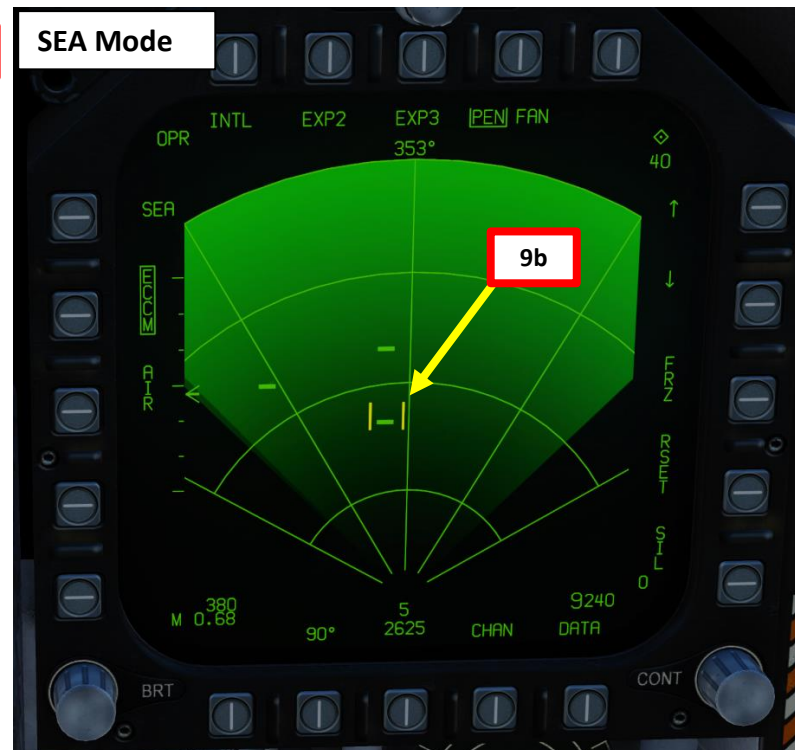 SEA Mode
INTL EXP2 EXP3 PEN FAN
OPR
353°
40
SEA
9b
ECCM
AIR
FRZ
RSET
SIL
0
380
5
9240
M 0.68
90°
2625
CHAN
DATA
BRT
CONT